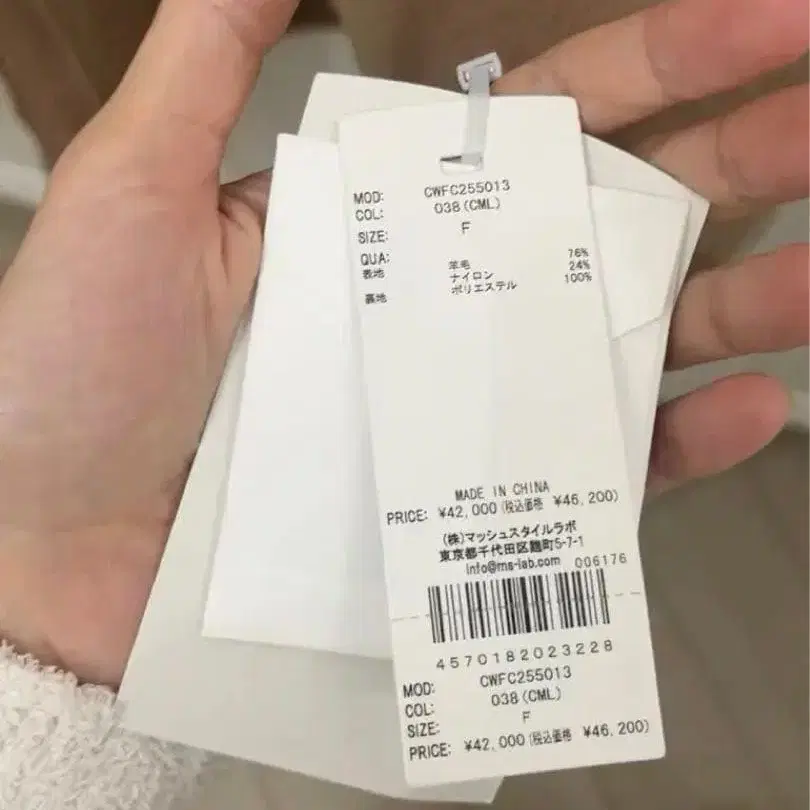 MOD: CWFC255013
COL: 038(CML)
SIZE: F
QUA:
表地 羊毛 76%
ナイロン 24%
裏地 ポリエステル 100%
MADE IN CHINA
PRICE: ¥42,000(税込価格 ¥46,200)
(株)マッシュスタイルラボ
東京都千代田区麹町5-7-1
info@ms-lab.com 006176
4570182023228
MOD: CWFC255013
COL: 038(CML)
SIZE: F
PRICE: ¥42,000(税込価格 ¥46,200)